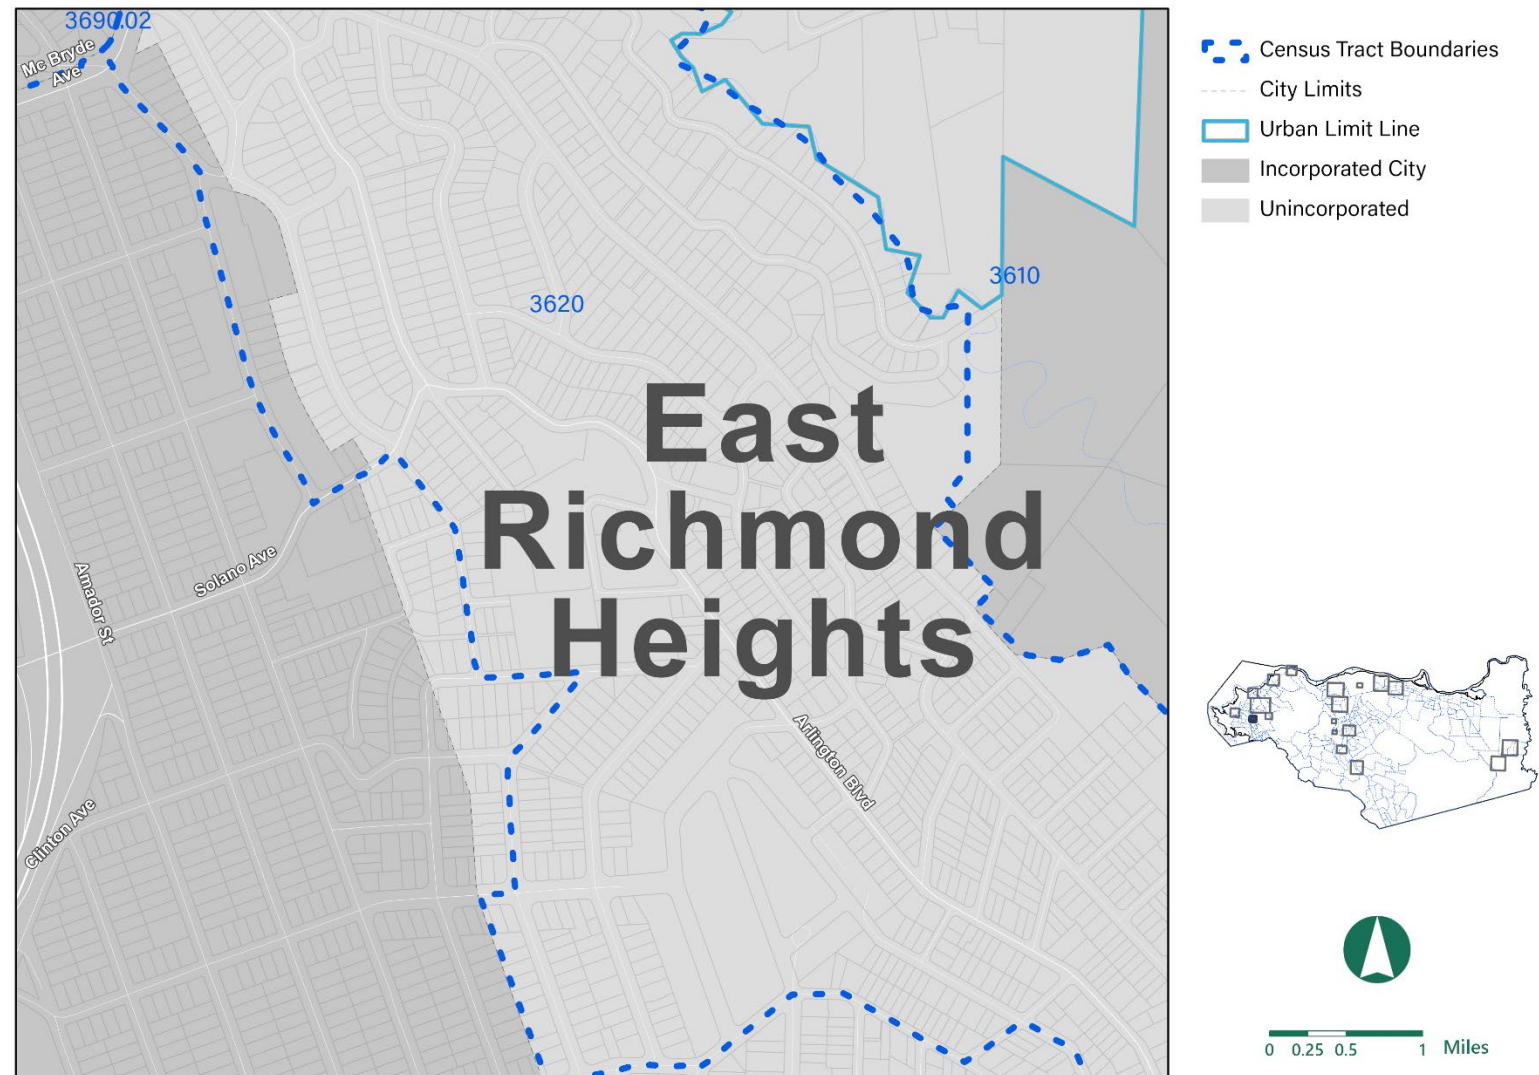 3690.02
Mc Bryde
Ave
3620
3610
East
Richmond
Heights
Solano Ave
Amador St
Arlington Blvd
Clinton Ave
Census Tract Boundaries
City Limits
Urban Limit Line
Incorporated City
Unincorporated
0 0.25 0.5 1 Miles